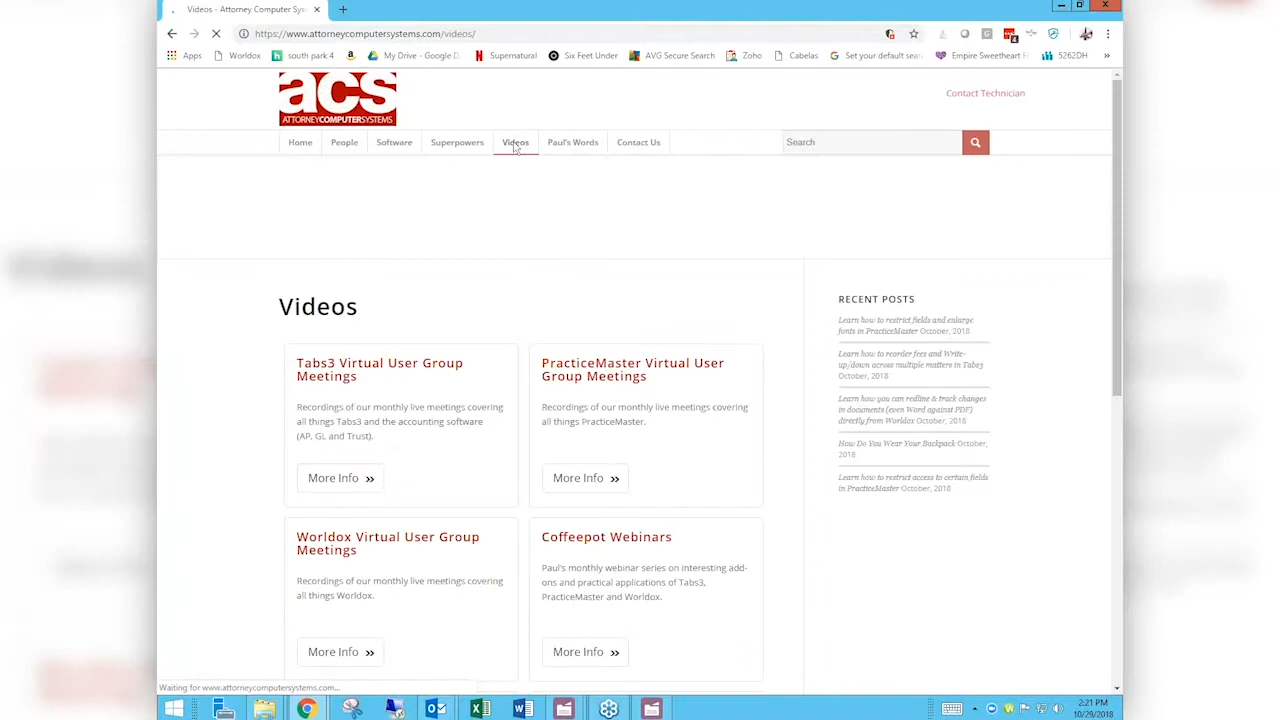 Videos - Attorney Computer Sys
https://www.attorneycomputersystems.com/videos/
Apps Worldox south park 4 My Drive - Google D Supernatural Six Feet Under AVG Secure Search Zoho Cabelas Set your default sear Empire Sweetheart F 5262DH »
acs
ATTORNEYCOMPUTERSYSTEMS
Contact Technician
Home People Software Superpowers Videos Paul's Words Contact Us Search
Videos
Tabs3 Virtual User Group
Meetings
Recordings of our monthly live meetings covering
all things Tabs3 and the accounting software
(AP, GL and Trust).
More Info »
PracticeMaster Virtual User
Group Meetings
Recordings of our monthly live meetings covering
all things PracticeMaster.
More Info »
Worldox Virtual User Group
Meetings
Recordings of our monthly live meetings covering
all things Worldox.
More Info »
Coffeepot Webinars
Paul's monthly webinar series on interesting add-
ons and practical applications of Tabs3,
PracticeMaster and Worldox.
More Info »
RECENT POSTS
Learn how to restrict fields and enlarge
fonts in PracticeMaster October, 2018
Learn how to reorder fees and Write-
up/down across multiple matters in Tabs3
October, 2018
Learn how you can redline & track changes
in documents (even Word against PDF)
directly from Worldox October, 2018
How Do You Wear Your Backpack October,
2018
Learn how to restrict access to certain fields
in PracticeMaster October, 2018
Waiting for www.attorneycomputersystems.com...
2:21 PM
10/29/2018